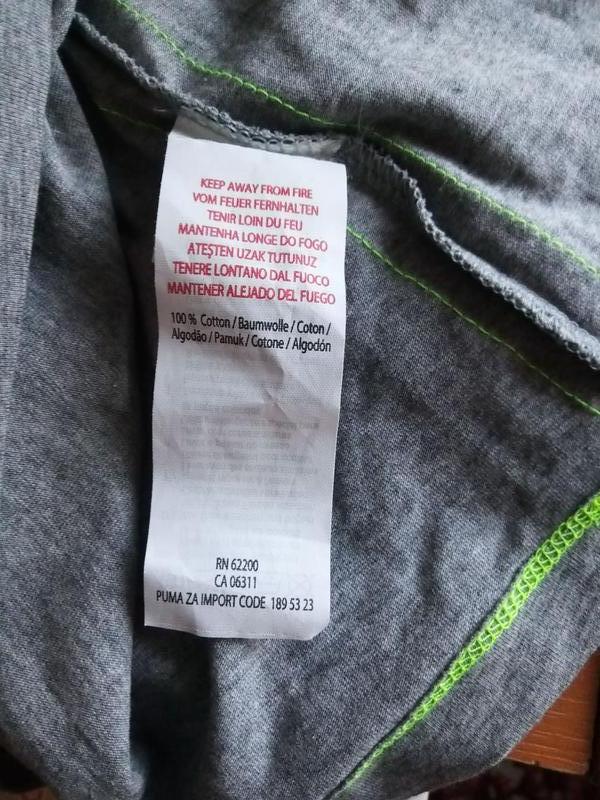 KEEP AWAY FROM FIRE
VOM FEUER FERNHALTEN
TENIR LOIN DU FEU
MANTENHA LONGE DO FOGO
ATEŞTEN UZAK TUTUNUZ
TENERE LONTANO DAL FUOCO
MANTENER ALEJADO DEL FUEGO
100 % Cotton / Baumwolle / Coton /
Algodão / Pamuk / Cotone / Algodón
RN 62200
CA 06311
PUMA ZA IMPORT CODE 189 53 23